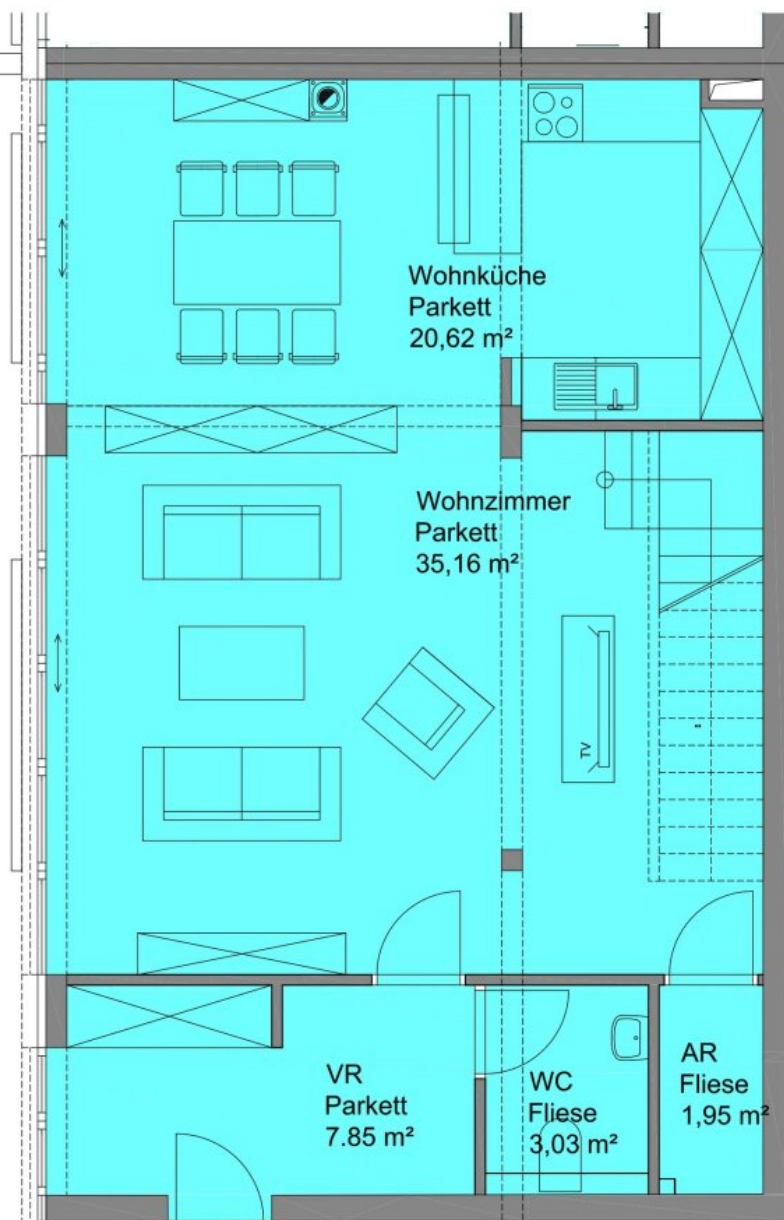 Wohnküche
Parkett
20,62 m²
Wohnzimmer
Parkett
35,16 m²
TV
VR
Parkett
7.85 m²
WC
Fliese
3,03 m²
AR
Fliese
1,95 m²